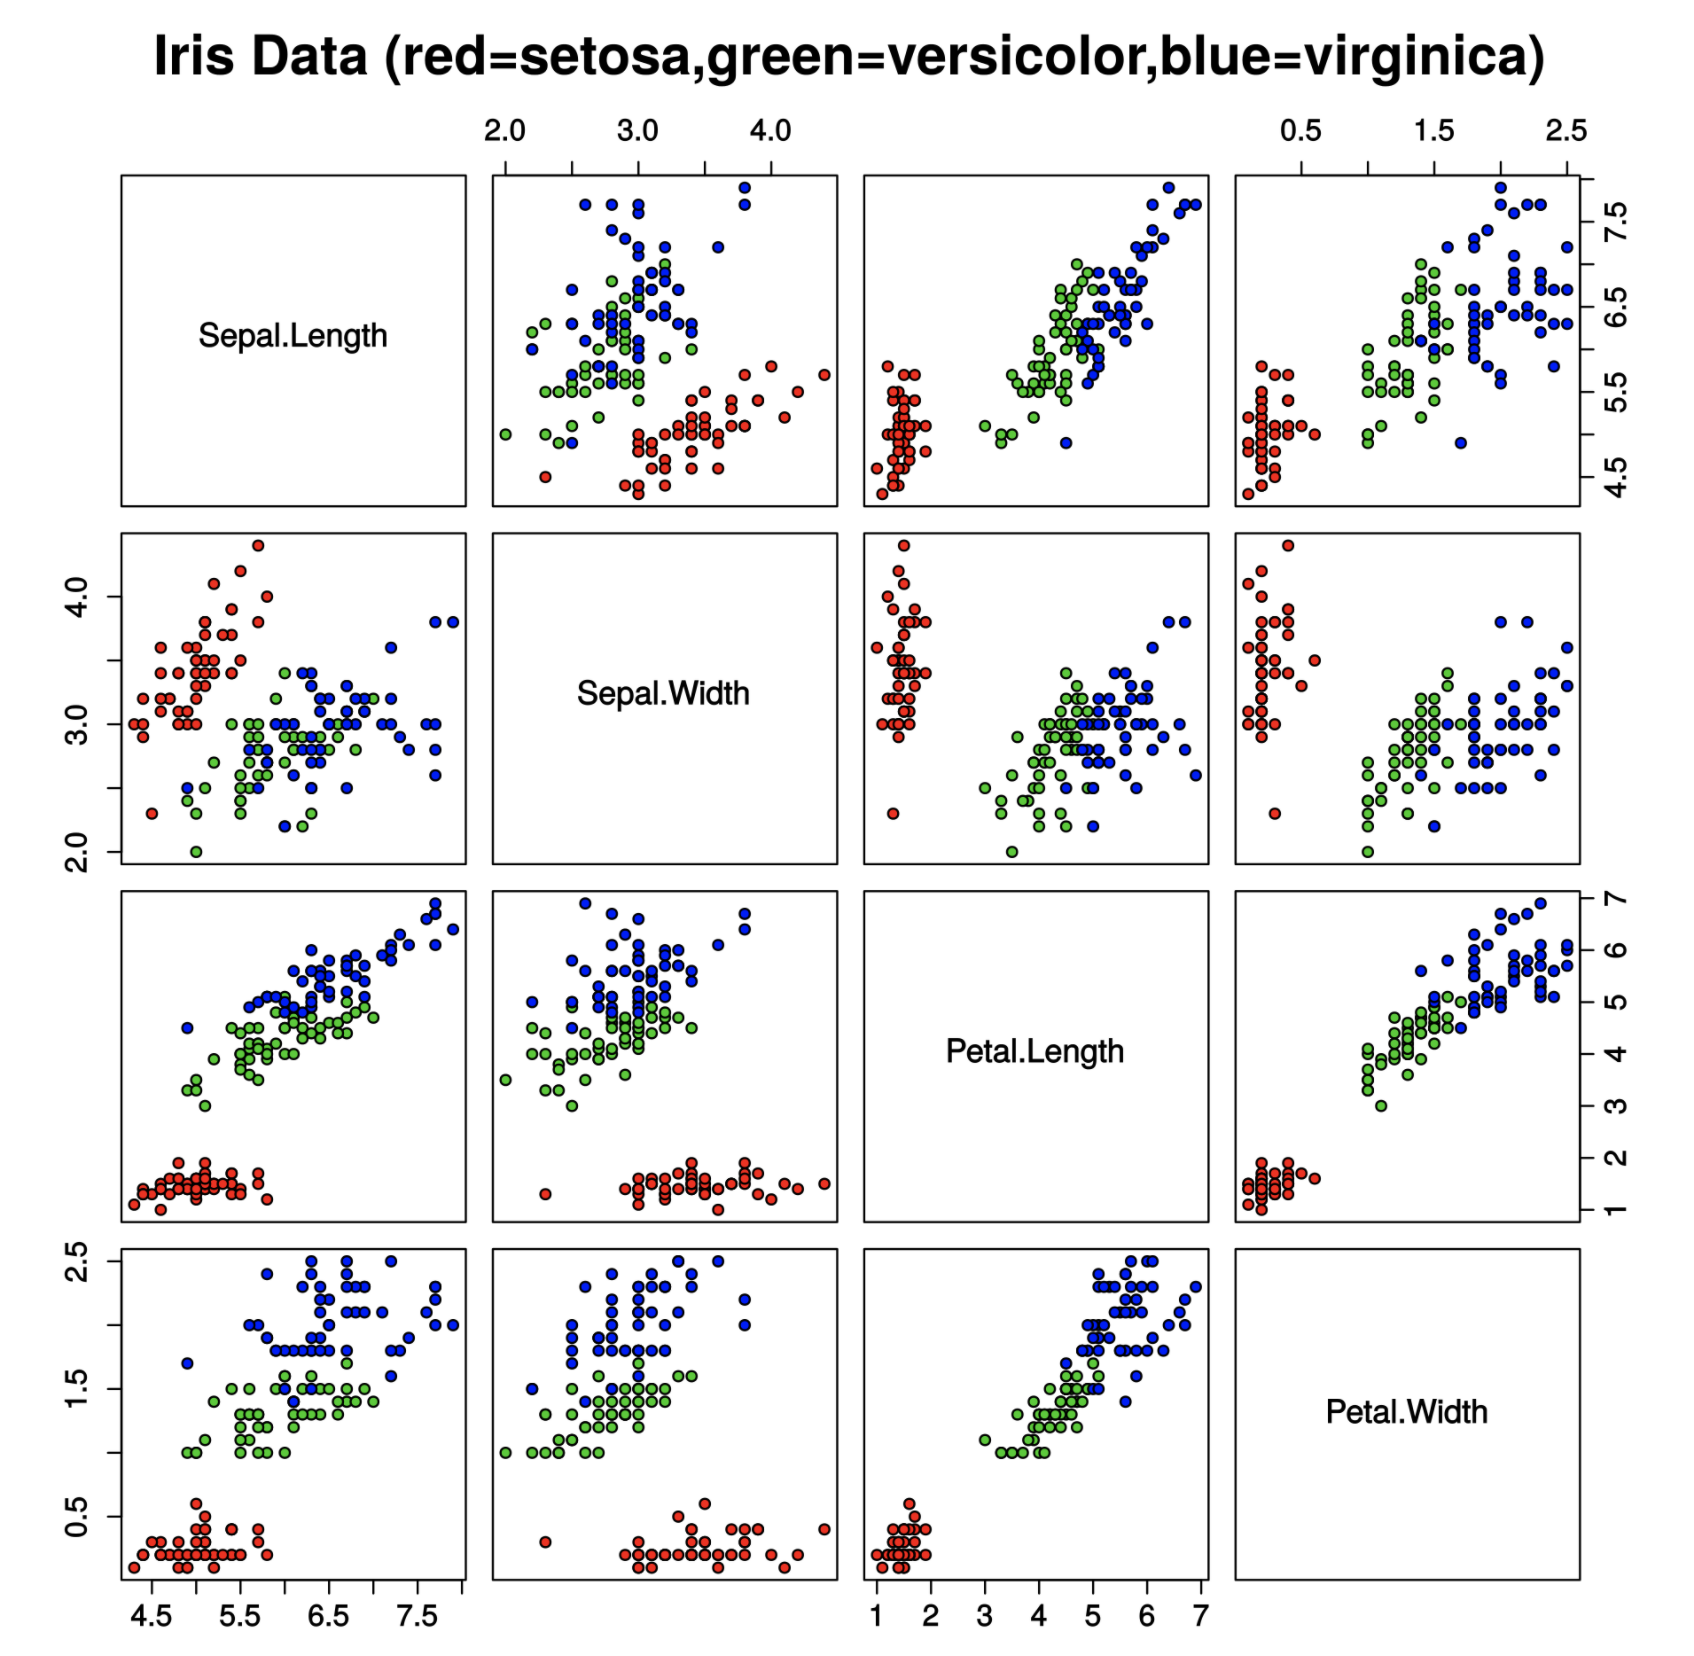 Iris Data (red=setosa,green=versicolor,blue=virginica)
2.0 3.0 4.0
0.5 1.5 2.5
Sepal.Length
4.5 5.5 6.5 7.5
2.0 3.0 4.0
Sepal.Width
Petal.Length
1 2 3 4 5 6 7
0.5 1.5 2.5
Petal.Width
4.5 5.5 6.5 7.5
1 2 3 4 5 6 7